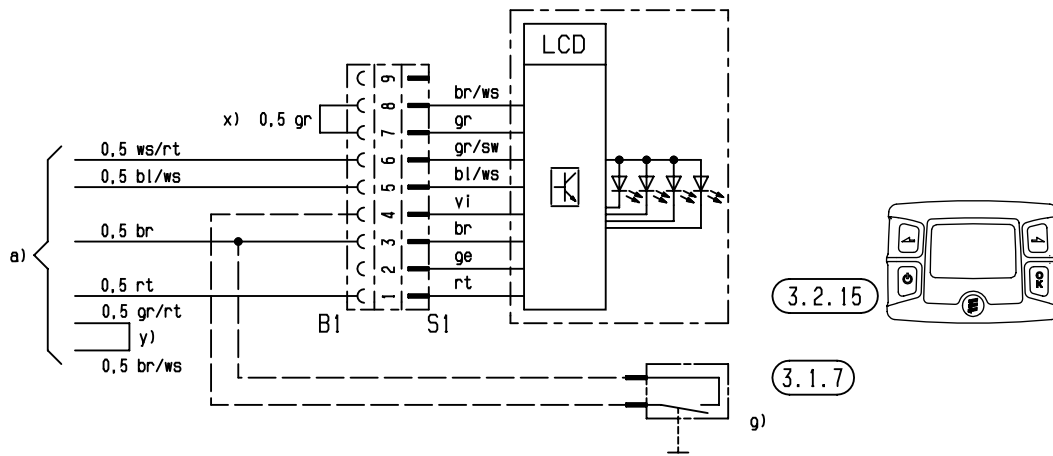 LCD
9
8
7
6
5
4
3
2
1
x) 0,5 gr
0,5 ws/rt
0,5 bl/ws
a)
0,5 br
0,5 rt
0,5 gr/rt
y)
0,5 br/ws
br/ws
gr
gr/sw
bl/ws
vi
br
ge
rt
B1
S1
3.2.15
OK
3.1.7
g)